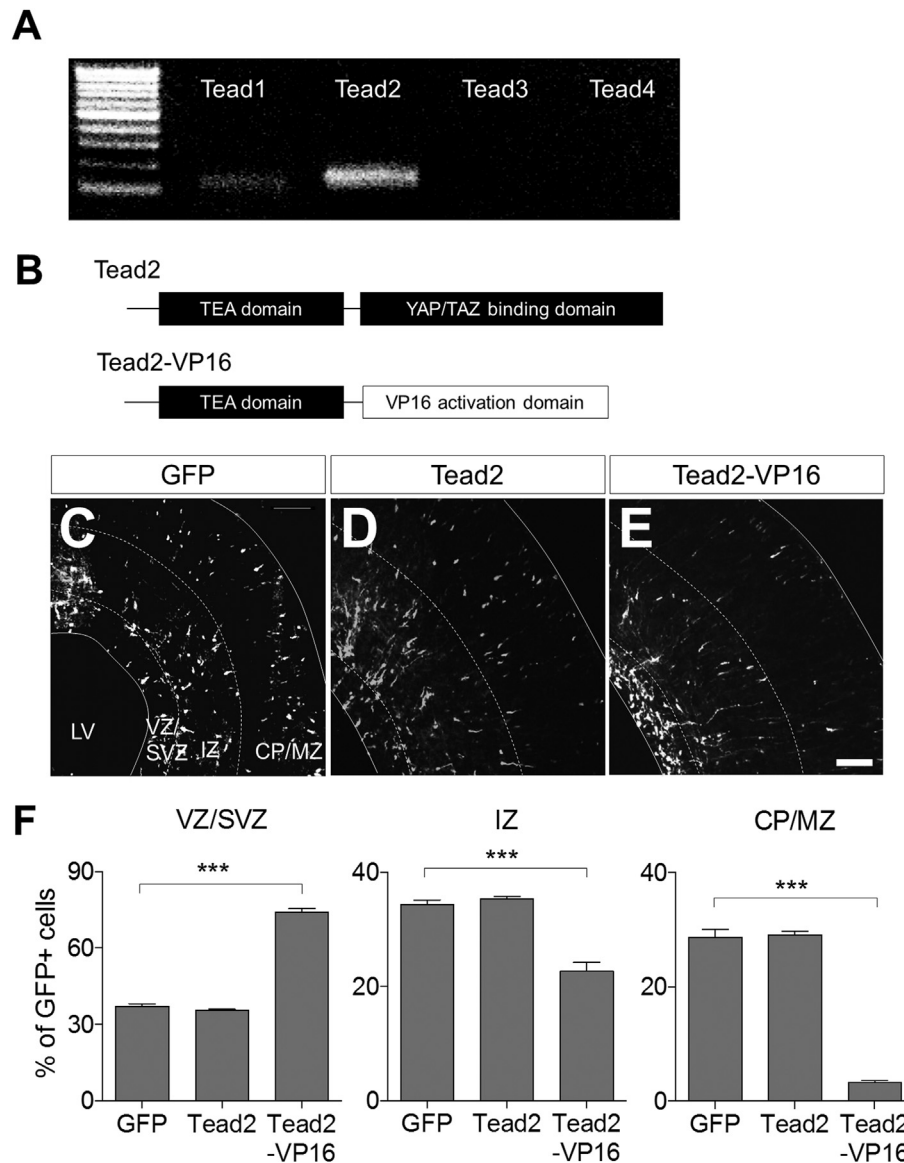 A
Tead1 Tead2 Tead3 Tead4
B
Tead2
TEA domain YAP/TAZ binding domain
Tead2-VP16
TEA domain VP16 activation domain
GFP Tead2 Tead2-VP16
C D E
LV VZ/
SVZ IZ CP/MZ
F
VZ/SVZ IZ CP/MZ
% of GFP+ cells
90
60
30
0
***
GFP Tead2 Tead2
-VP16
40
20
0
***
GFP Tead2 Tead2
-VP16
40
20
0
***
GFP Tead2 Tead2
-VP16